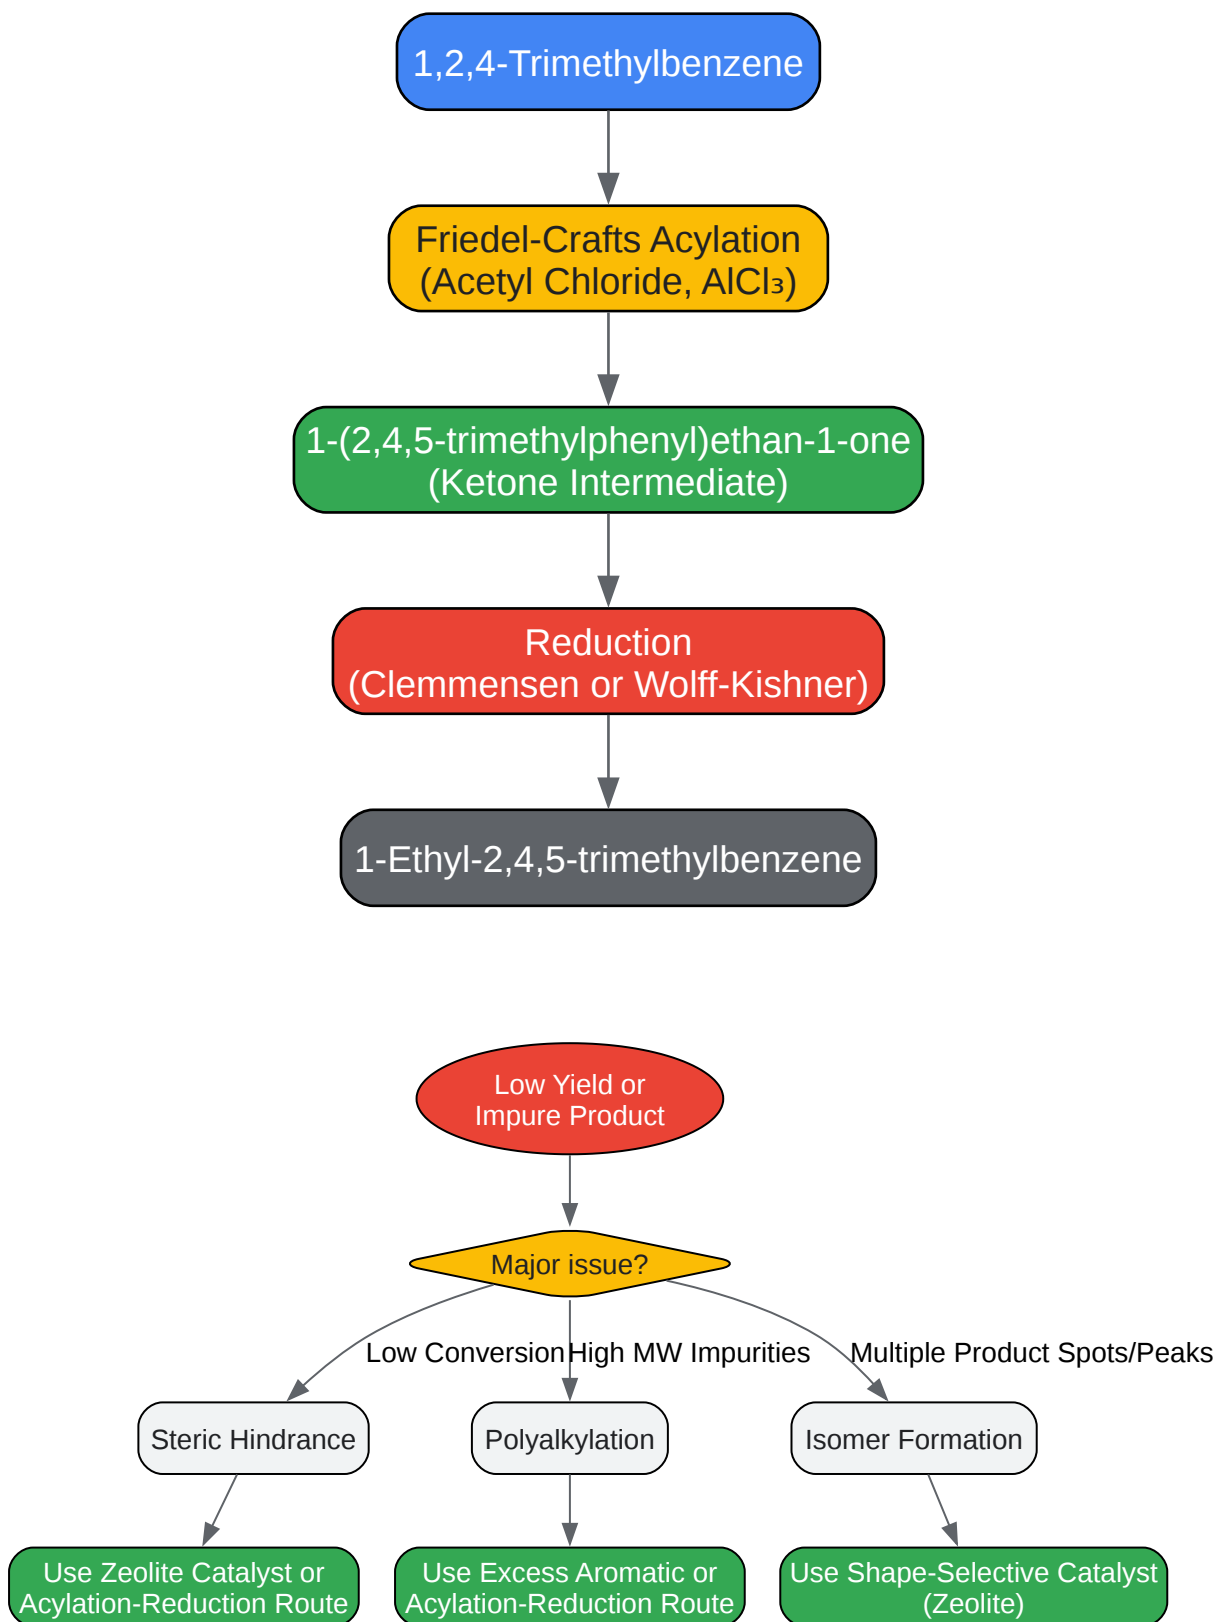 1,2,4-Trimethylbenzene
Friedel-Crafts Acylation
(Acetyl Chloride, AlCl₃)
1-(2,4,5-trimethylphenyl)ethan-1-one
(Ketone Intermediate)
Reduction
(Clemmensen or Wolff-Kishner)
1-Ethyl-2,4,5-trimethylbenzene
Low Yield or
Impure Product
Major issue?
Low Conversion
High MW Impurities
Multiple Product Spots/Peaks
Steric Hindrance
Polyalkylation
Isomer Formation
Use Zeolite Catalyst or
Acylation-Reduction Route
Use Excess Aromatic or
Acylation-Reduction Route
Use Shape-Selective Catalyst
(Zeolite)